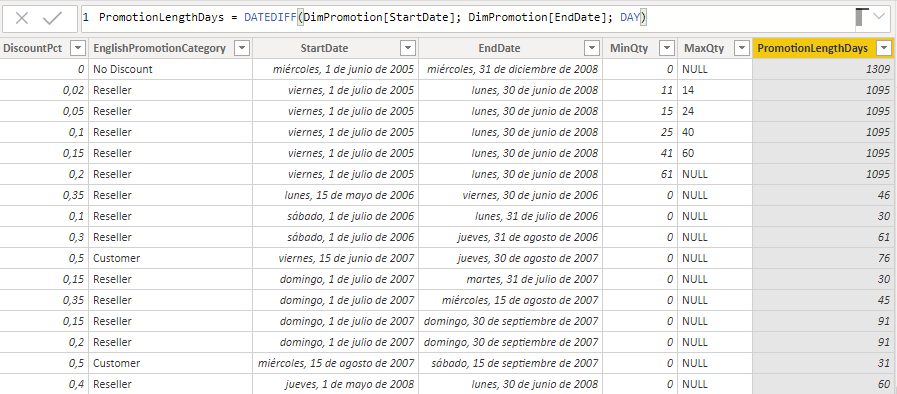 1 PromotionLengthDays = DATEDIFF(DimPromotion[StartDate]; DimPromotion[EndDate]; DAY)
DiscountPct EnglishPromotionCategory StartDate EndDate MinQty MaxQty PromotionLengthDays
0 No Discount miércoles, 1 de junio de 2005 miércoles, 31 de diciembre de 2008 0 NULL 1309
0,02 Reseller viernes, 1 de julio de 2005 lunes, 30 de junio de 2008 11 14 1095
0,05 Reseller viernes, 1 de julio de 2005 lunes, 30 de junio de 2008 15 24 1095
0,1 Reseller viernes, 1 de julio de 2005 lunes, 30 de junio de 2008 25 40 1095
0,15 Reseller viernes, 1 de julio de 2005 lunes, 30 de junio de 2008 41 60 1095
0,2 Reseller viernes, 1 de julio de 2005 lunes, 30 de junio de 2008 61 NULL 1095
0,35 Reseller lunes, 15 de mayo de 2006 viernes, 30 de junio de 2006 0 NULL 46
0,1 Reseller sábado, 1 de julio de 2006 lunes, 31 de julio de 2006 0 NULL 30
0,3 Reseller sábado, 1 de julio de 2006 jueves, 31 de agosto de 2006 0 NULL 61
0,5 Customer viernes, 15 de junio de 2007 jueves, 30 de agosto de 2007 0 NULL 76
0,15 Reseller domingo, 1 de julio de 2007 martes, 31 de julio de 2007 0 NULL 30
0,35 Reseller domingo, 1 de julio de 2007 miércoles, 15 de agosto de 2007 0 NULL 45
0,15 Reseller domingo, 1 de julio de 2007 domingo, 30 de septiembre de 2007 0 NULL 91
0,2 Reseller domingo, 1 de julio de 2007 domingo, 30 de septiembre de 2007 0 NULL 91
0,5 Customer miércoles, 15 de agosto de 2007 sábado, 15 de septiembre de 2007 0 NULL 31
0,4 Reseller jueves, 1 de mayo de 2008 lunes, 30 de junio de 2008 0 NULL 60